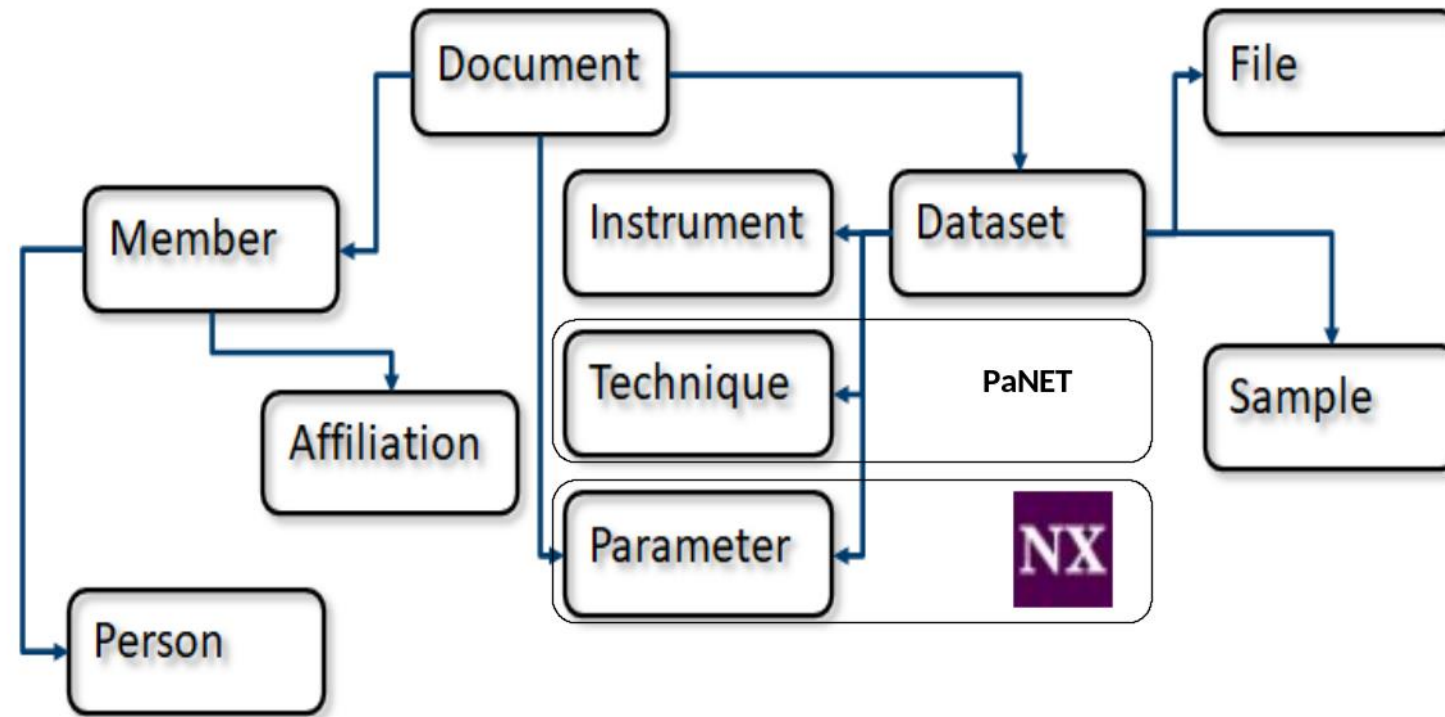 Document
File
Instrument
Dataset
Member
Technique
PaNET
Sample
Affiliation
Parameter
NX
Person